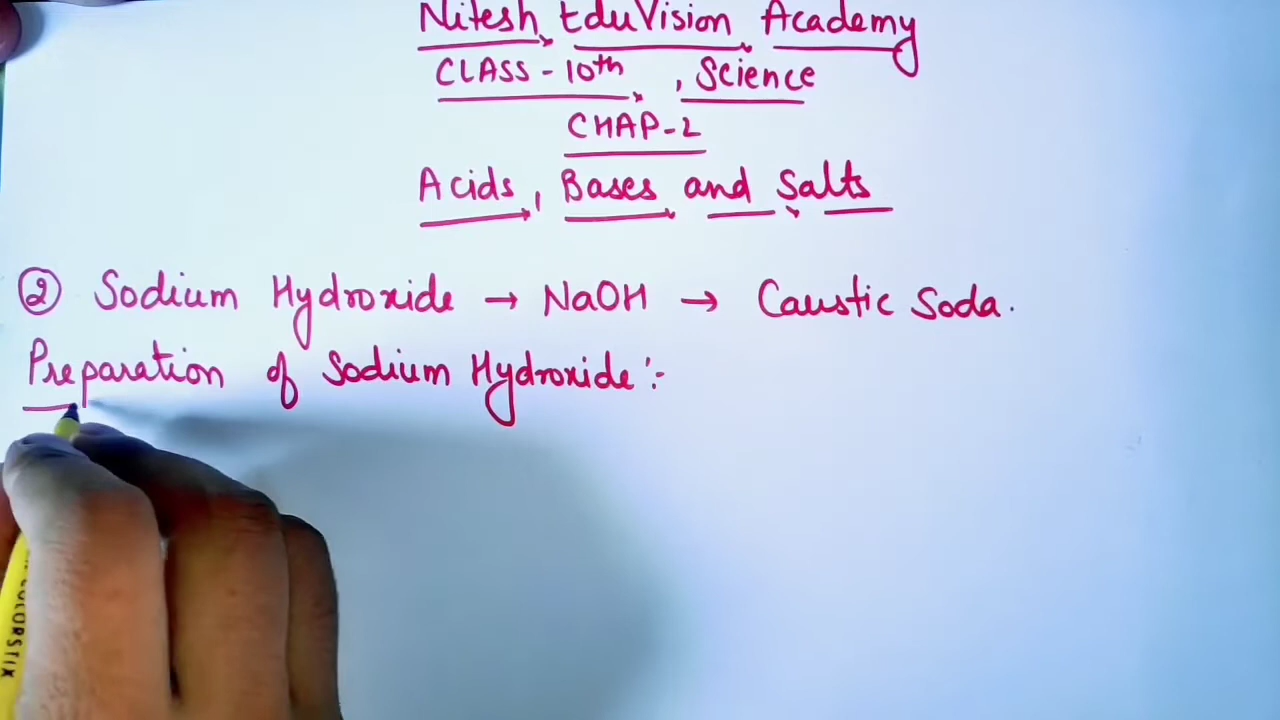 Nitesh EduVision Academy
CLASS-10th, Science
CHAP-2
Acids, Bases and Salts
② Sodium Hydroxide → NaOH → Caustic Soda.
Preparation of Sodium Hydroxide:-
COLORSTIX